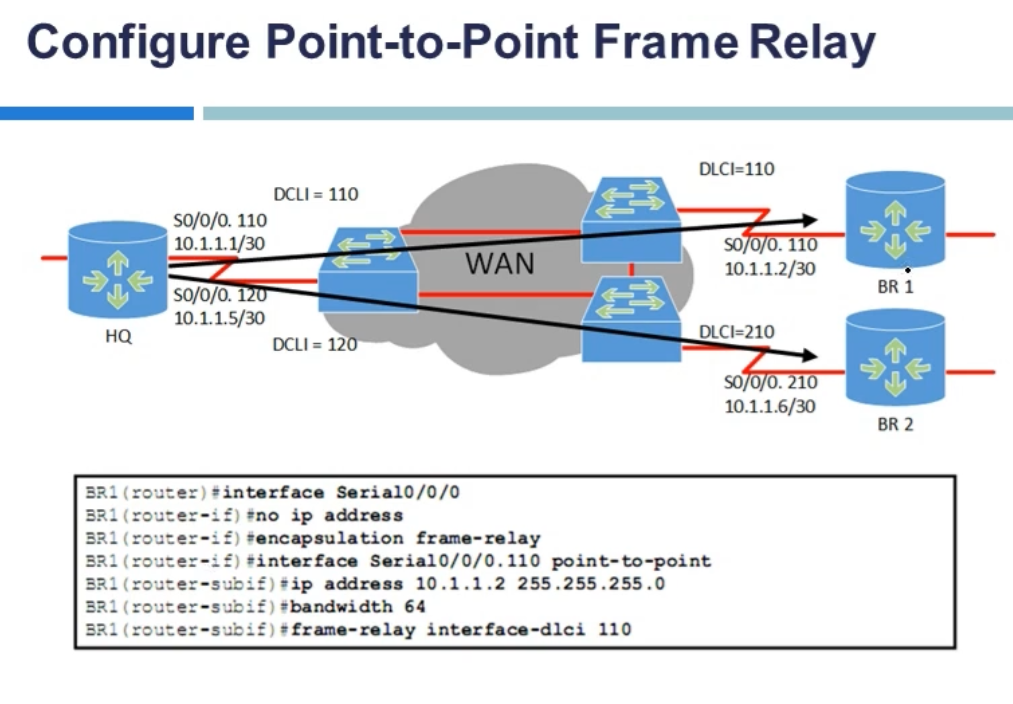 Configure Point-to-Point Frame Relay
DLCI=110
DCLI = 110
S0/0/0. 110
10.1.1.1/30
WAN
S0/0/0. 110
10.1.1.2/30
BR 1
S0/0/0. 120
10.1.1.5/30
HQ
DCLI = 120
DLCI=210
S0/0/0. 210
10.1.1.6/30
BR 2
BR1(router)#interface Serial0/0/0
BR1(router-if)#no ip address
BR1(router-if)#encapsulation frame-relay
BR1(router-if)#interface Serial0/0/0.110 point-to-point
BR1(router-subif)#ip address 10.1.1.2 255.255.255.0
BR1(router-subif)#bandwidth 64
BR1(router-subif)#frame-relay interface-dlci 110